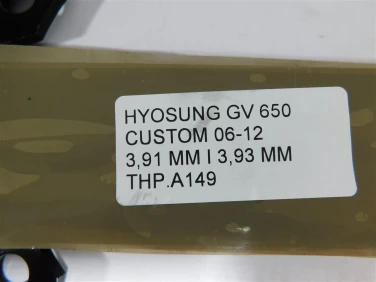 HYOSUNG GV 650
CUSTOM 06-12
3,91 MM I 3,93 MM
THP.A149